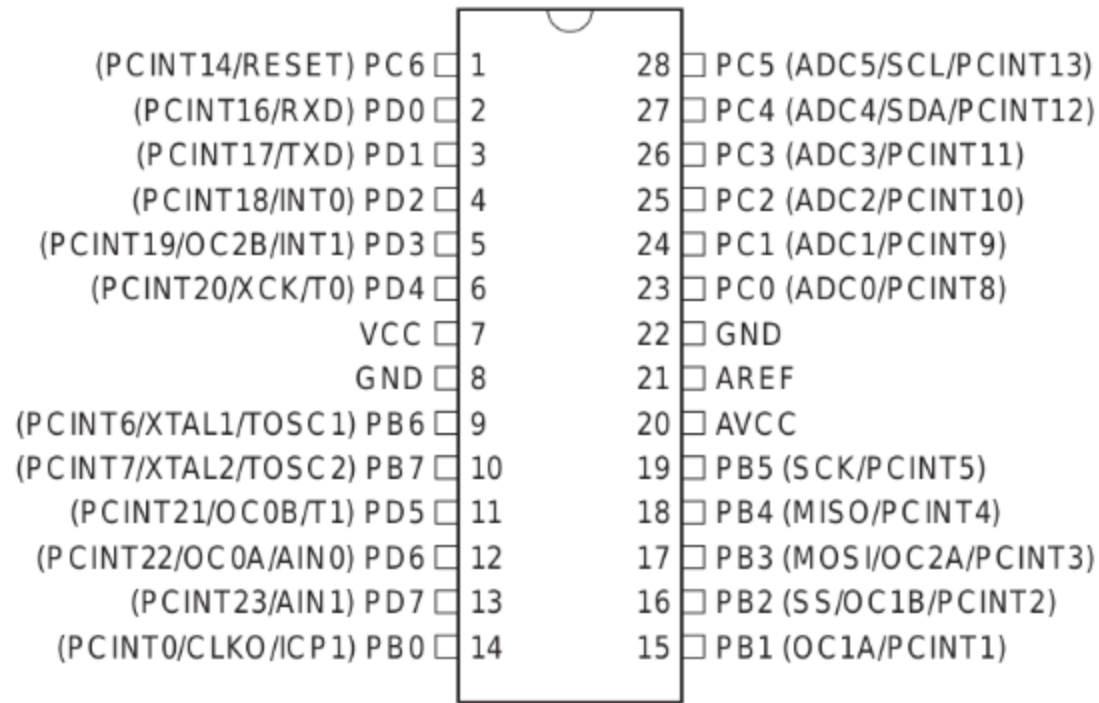 (PCINT14/RESET) PC6 1 28 PC5 (ADC5/SCL/PCINT13)
(PCINT16/RXD) PD0 2 27 PC4 (ADC4/SDA/PCINT12)
(PCINT17/TXD) PD1 3 26 PC3 (ADC3/PCINT11)
(PCINT18/INT0) PD2 4 25 PC2 (ADC2/PCINT10)
(PCINT19/OC2B/INT1) PD3 5 24 PC1 (ADC1/PCINT9)
(PCINT20/XCK/T0) PD4 6 23 PC0 (ADC0/PCINT8)
VCC 7 22 GND
GND 8 21 AREF
(PCINT6/XTAL1/TOSC1) PB6 9 20 AVCC
(PCINT7/XTAL2/TOSC2) PB7 10 19 PB5 (SCK/PCINT5)
(PCINT21/OC0B/T1) PD5 11 18 PB4 (MISO/PCINT4)
(PCINT22/OC0A/AIN0) PD6 12 17 PB3 (MOSI/OC2A/PCINT3)
(PCINT23/AIN1) PD7 13 16 PB2 (SS/OC1B/PCINT2)
(PCINT0/CLKO/ICP1) PB0 14 15 PB1 (OC1A/PCINT1)